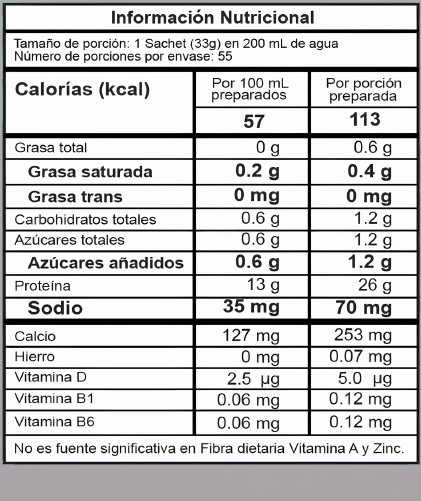 Información Nutricional
Tamaño de porción: 1 Sachet (33g) en 200 mL de agua
Número de porciones por envase: 55
Calorías (kcal) Por 100 mL preparados Por porción preparada
57 113
Grasa total 0 g 0.6 g
Grasa saturada 0.2 g 0.4 g
Grasa trans 0 mg 0 mg
Carbohidratos totales 0.6 g 1.2 g
Azúcares totales 0.6 g 1.2 g
Azúcares añadidos 0.6 g 1.2 g
Proteína 13 g 26 g
Sodio 35 mg 70 mg
Calcio 127 mg 253 mg
Hierro 0 mg 0.07 mg
Vitamina D 2.5 µg 5.0 µg
Vitamina B1 0.06 mg 0.12 mg
Vitamina B6 0.06 mg 0.12 mg
No es fuente significativa en Fibra dietaria Vitamina A y Zinc.